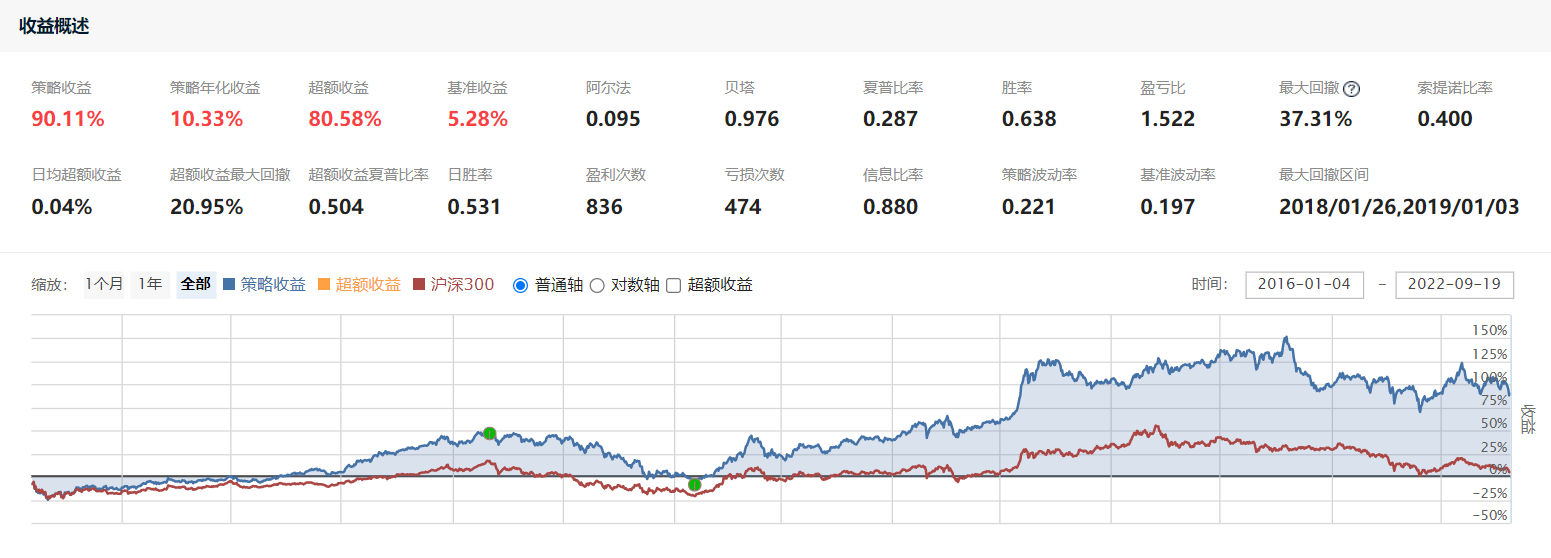 收益概述
策略收益 策略年化收益 超额收益 基准收益 阿尔法 贝塔 夏普比率 胜率 盈亏比 最大回撤 ? 索提诺比率
90.11% 10.33% 80.58% 5.28% 0.095 0.976 0.287 0.638 1.522 37.31% 0.400
日均超额收益 超额收益最大回撤 超额收益夏普比率 日胜率 盈利次数 亏损次数 信息比率 策略波动率 基准波动率 最大回撤区间
0.04% 20.95% 0.504 0.531 836 474 0.880 0.221 0.197 2018/01/26,2019/01/03
缩放： 1个月 1年 全部 策略收益 超额收益 沪深300 普通轴 对数轴 超额收益 时间： 2016-01-04 - 2022-09-19
150%
125%
100%
75%
50%
25%
0%
-25%
-50%
收益